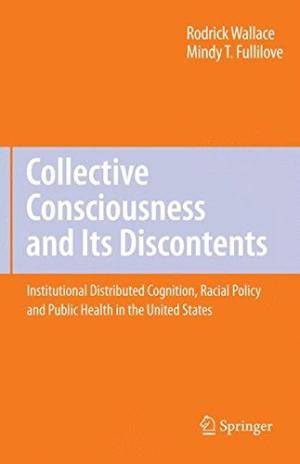 Rodrick Wallace
Mindy T. Fullilove
Collective
Consciousness
and Its Discontents
Institutional Distributed Cognition, Racial Policy
and Public Health in the United States
Springer